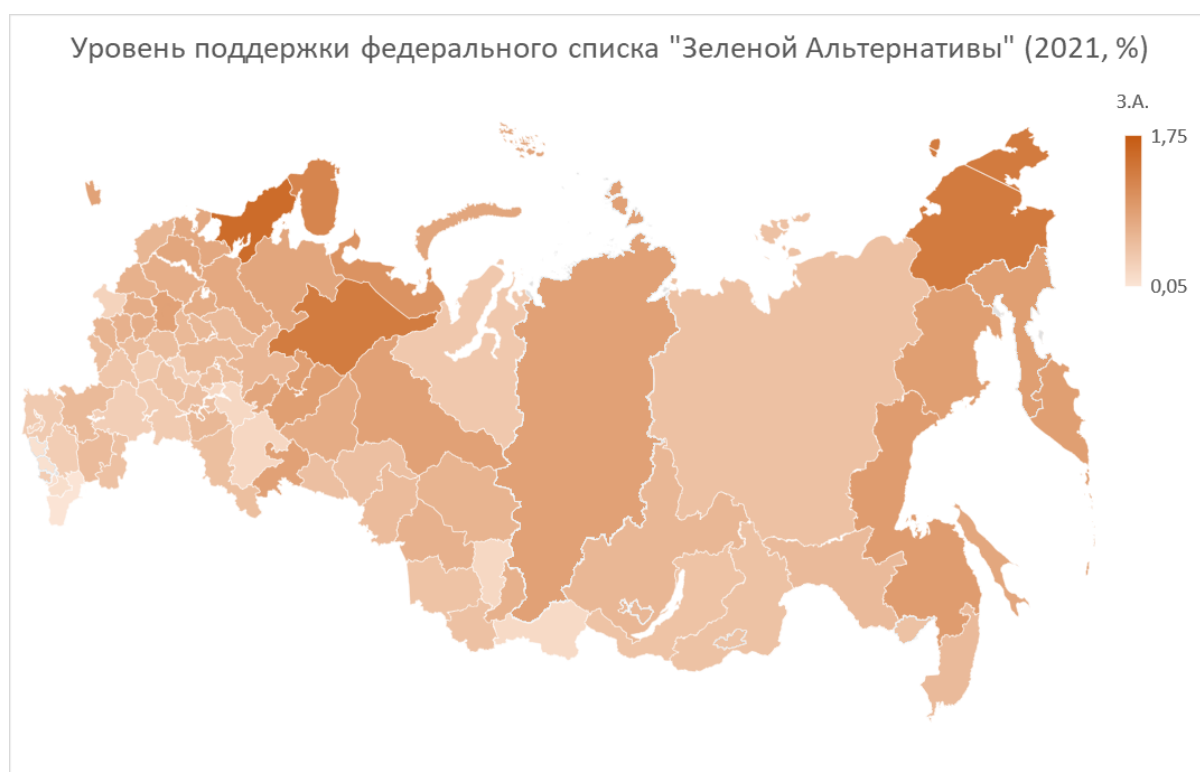 Уровень поддержки федерального списка "Зеленой Альтернативы" (2021, %)
З.А.
1,75
0,05